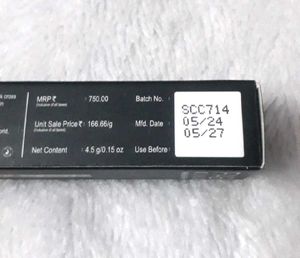 MRP ₹ : 750.00 Batch No. : SCC714
(Inclusive of all taxes)
Unit Sale Price ₹ : 166.66/g Mfd. Date : 05/24
(Inclusive of all taxes)
Net Content : 4.5 g/0.15 oz Use Before : 05/27